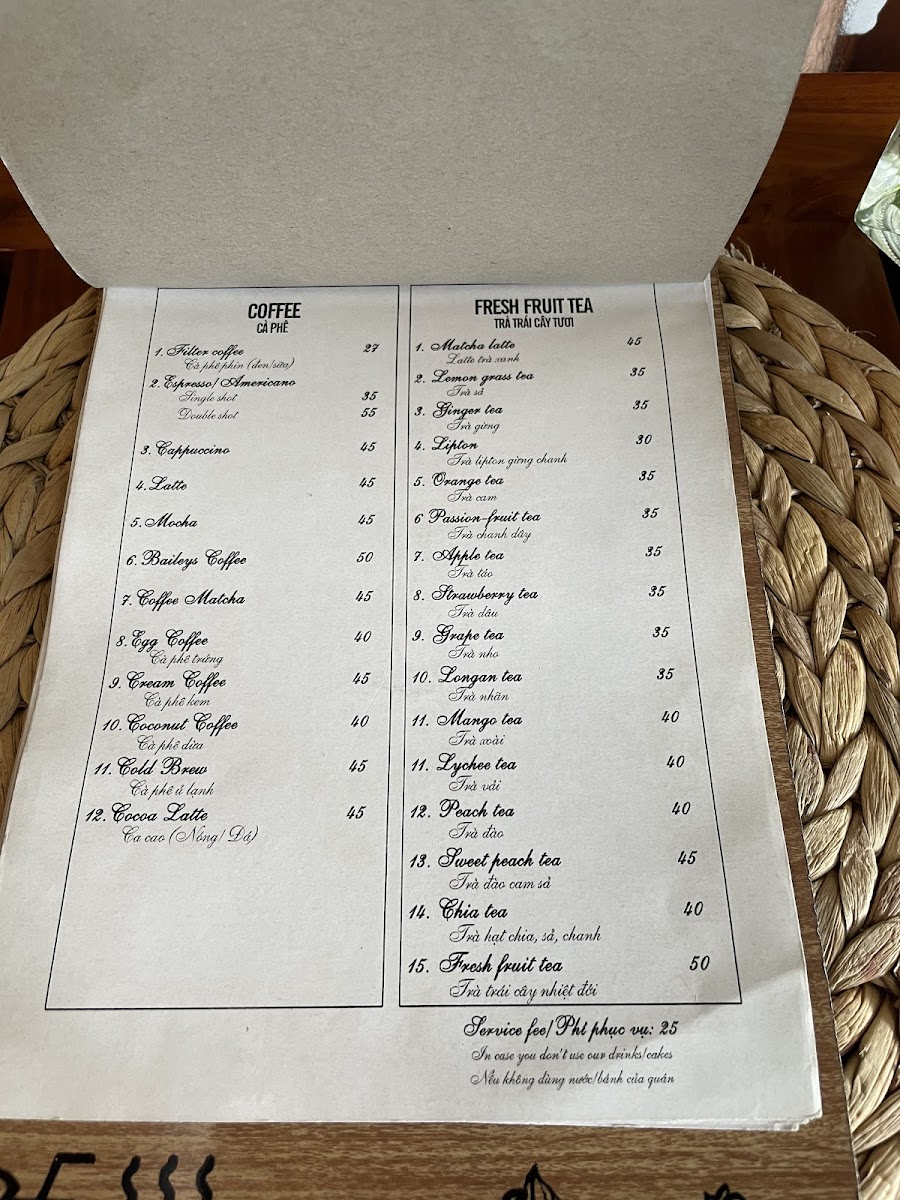 COFFEE
CÀ PHÊ
1. Filter coffee 27
Cà phê phin (đen/sữa)
2. Espresso/Americano
Single shot 35
Double shot 55
3. Cappuccino 45
4. Latte 45
5. Mocha 45
6. Baileys Coffee 50
7. Coffee Matcha 45
8. Egg Coffee 40
Cà phê trứng
9. Cream Coffee 45
Cà phê kem
10. Coconut Coffee 40
Cà phê dừa
11. Cold Brew 45
Cà phê ủ lạnh
12. Cocoa Latte 45
Ca cao (Nóng/ Đá)
FRESH FRUIT TEA
TRÀ TRÁI CÂY TƯƠI
1. Matcha latte 45
Latte trà xanh
2. Lemon grass tea 35
Trà sả
3. Ginger tea 35
Trà gừng
4. Lipton 30
Trà lipton gừng chanh
5. Orange tea 35
Trà cam
6 Passion-fruit tea 35
Trà chanh dây
7. Apple tea 35
Trà táo
8. Strawberry tea 35
Trà dâu
9. Grape tea 35
Trà nho
10. Longan tea 35
Trà nhãn
11. Mango tea 40
Trà xoài
11. Lychee tea 40
Trà vải
12. Peach tea 40
Trà đào
13. Sweet peach tea 45
Trà đào cam sả
14. Chia tea 40
Trà hạt chia, sả, chanh
15. Fresh fruit tea 50
Trà trái cây nhiệt đới
Service fee/Phí phục vụ: 25
In case you don't use our drinks/cakes
Nếu không dùng nước/bánh của quán